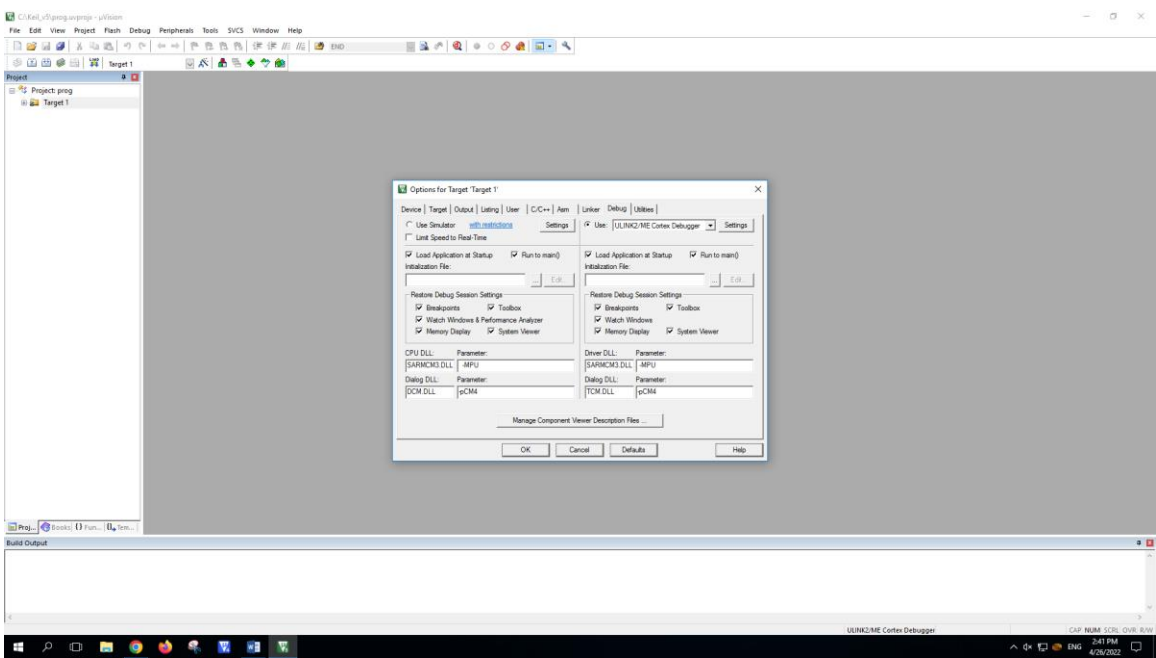 C:\Keil_v5\prog.uvprojx - µVision
File Edit View Project Flash Debug Peripherals Tools SVCS Window Help
END
Target 1
Project
Project: prog
Target 1
Options for Target 'Target 1'
Device Target Output Listing User C/C++ Asm Linker Debug Utilities
Use Simulator with restrictions Settings Use: ULINK2/ME Cortex Debugger Settings
Limit Speed to Real-Time
Load Application at Startup Run to main() Load Application at Startup Run to main()
Initialization File: Initialization File:
... Edit... ... Edit...
Restore Debug Session Settings Restore Debug Session Settings
Breakpoints Toolbox Breakpoints Toolbox
Watch Windows & Performance Analyzer Watch Windows
Memory Display System Viewer Memory Display System Viewer
CPU DLL: Parameter: Driver DLL: Parameter:
SARMCM3.DLL -MPU SARMCM3.DLL -MPU
Dialog DLL: Parameter: Dialog DLL: Parameter:
DCM.DLL -pCM4 TCM.DLL -pCM4
Manage Component Viewer Description Files ...
OK Cancel Defaults Help
Proj... Books {} Fun... Tem...
Build Output
ULINK2/ME Cortex Debugger CAP NUM SCRL OVR R/W
ENG 2:41 PM
4/26/2022